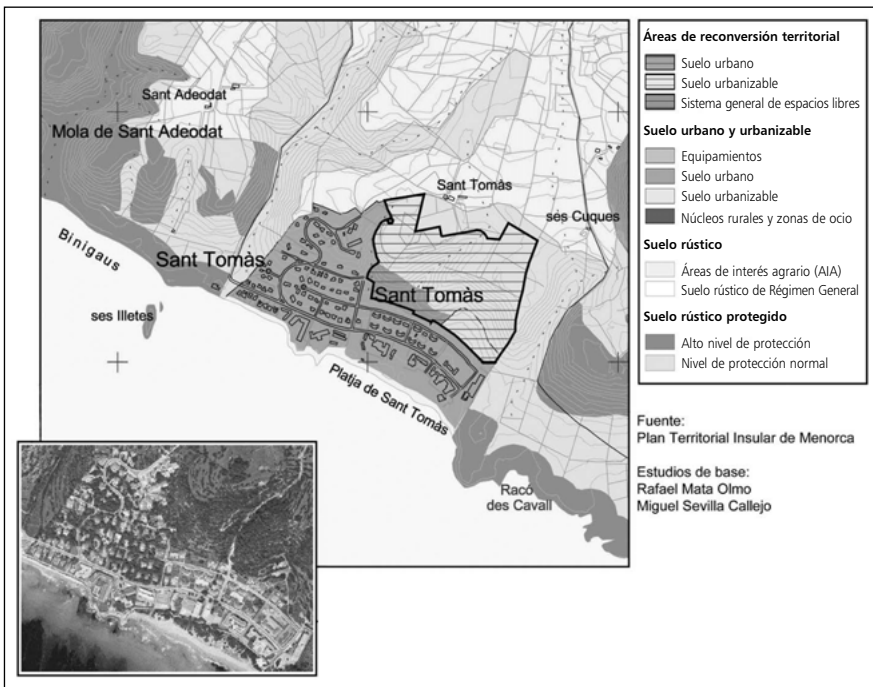 Sant Adeodat
Mola de Sant Adeodat
Sant Tomàs
ses Cuques
Binigaus
Sant Tomàs
Sant Tomàs
ses Illetes
Platja de Sant Tomàs
Racó
des Cavall
Áreas de reconversión territorial
Suelo urbano
Suelo urbanizable
Sistema general de espacios libres
Suelo urbano y urbanizable
Equipamientos
Suelo urbano
Suelo urbanizable
Núcleos rurales y zonas de ocio
Suelo rústico
Áreas de interés agrario (AIA)
Suelo rústico de Régimen General
Suelo rústico protegido
Alto nivel de protección
Nivel de protección normal
Fuente:
Plan Territorial Insular de Menorca
Estudios de base:
Rafael Mata Olmo
Miguel Sevilla Callejo